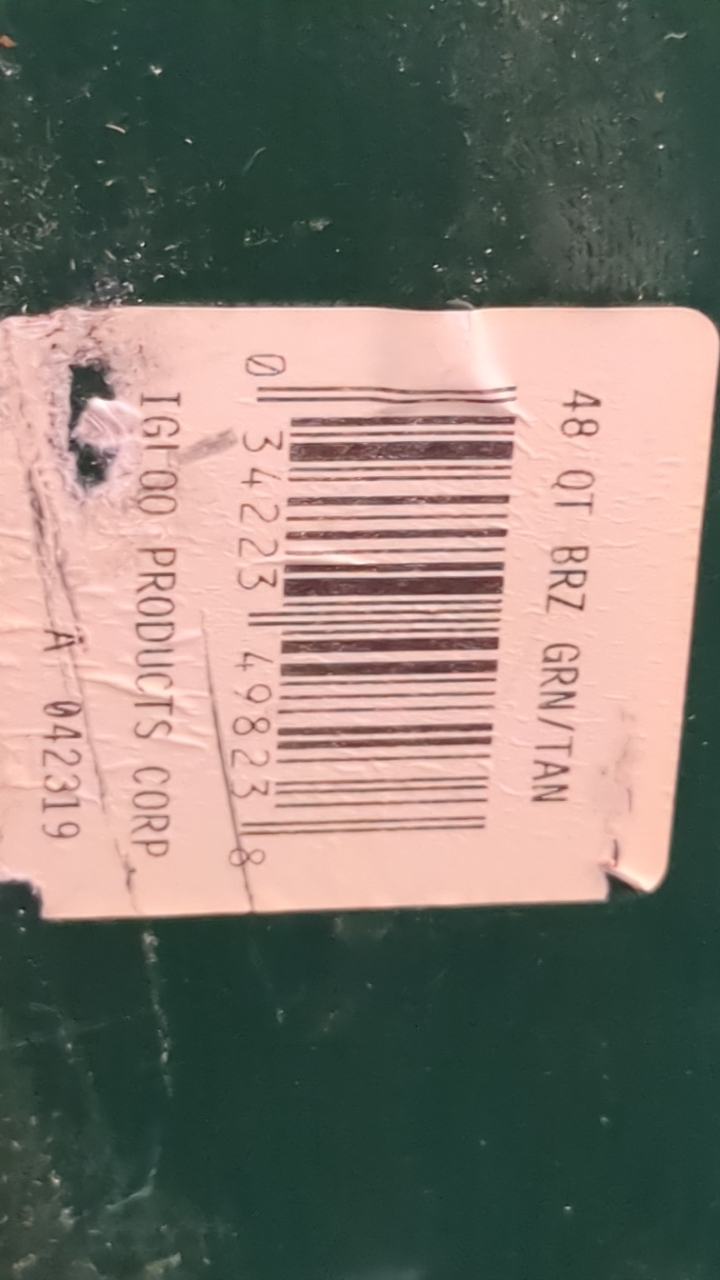 48 QT BRZ GRN/TAN
0 34223 49823 8
IGLOO PRODUCTS CORP
A 042319